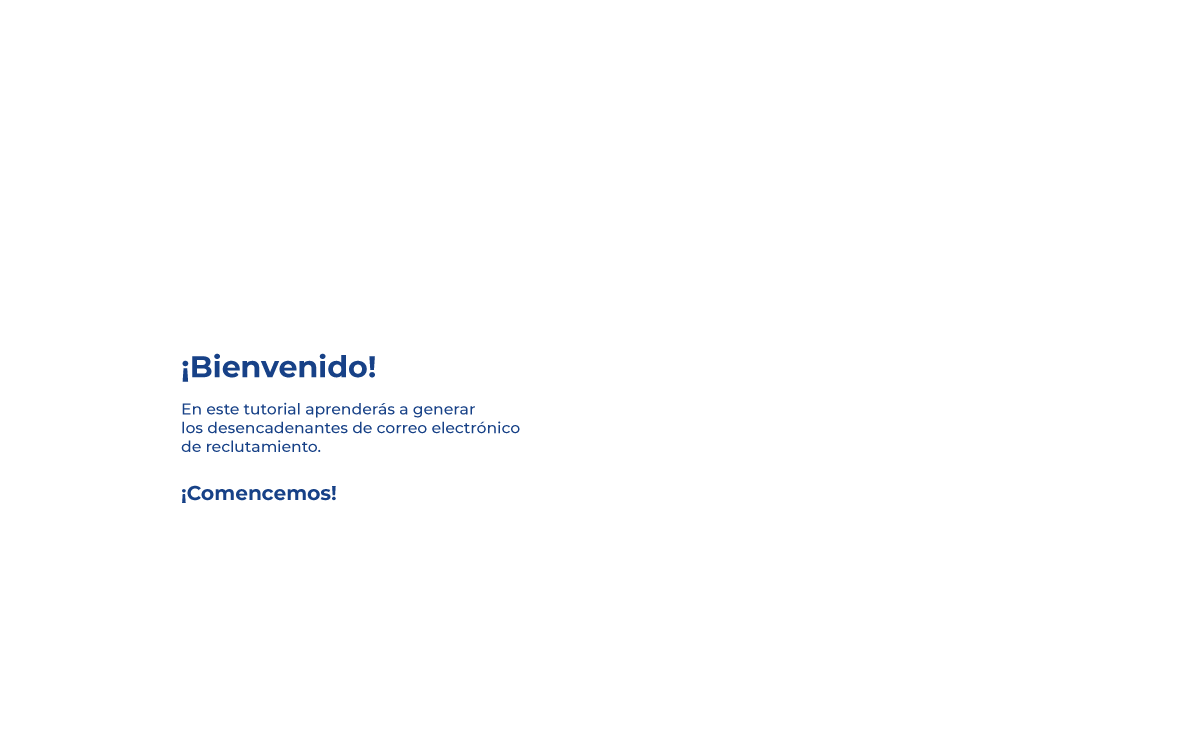 ¡Bienvenido!
En este tutorial aprenderás a generar
los desencadenantes de correo electrónico
de reclutamiento.
¡Comencemos!